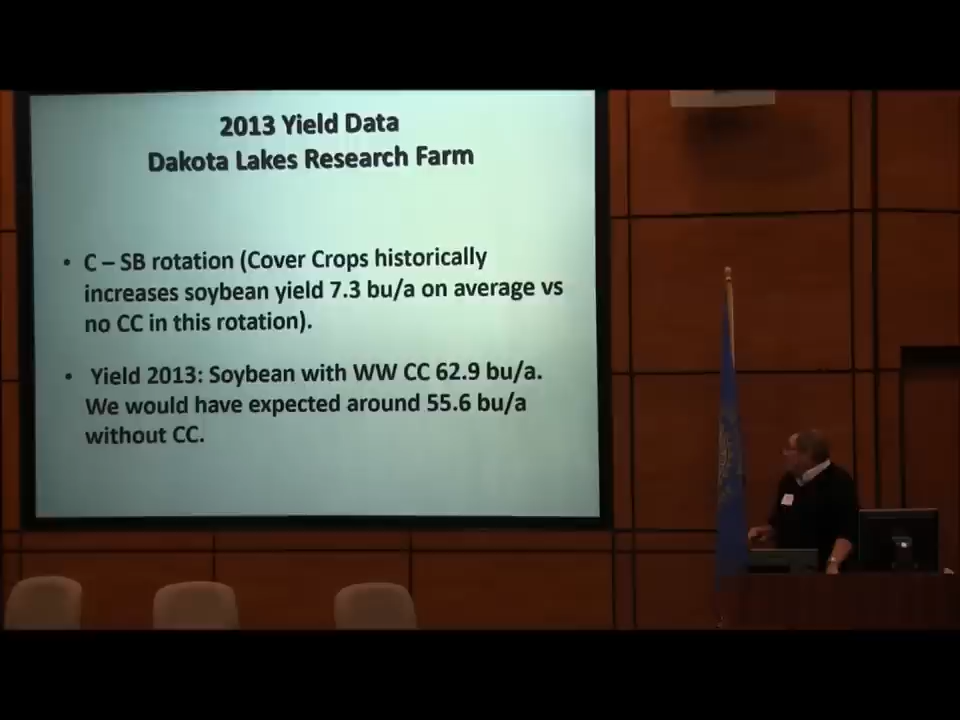 2013 Yield Data
Dakota Lakes Research Farm
• C – SB rotation (Cover Crops historically
increases soybean yield 7.3 bu/a on average vs
no CC in this rotation).
• Yield 2013: Soybean with WW CC 62.9 bu/a.
We would have expected around 55.6 bu/a
without CC.